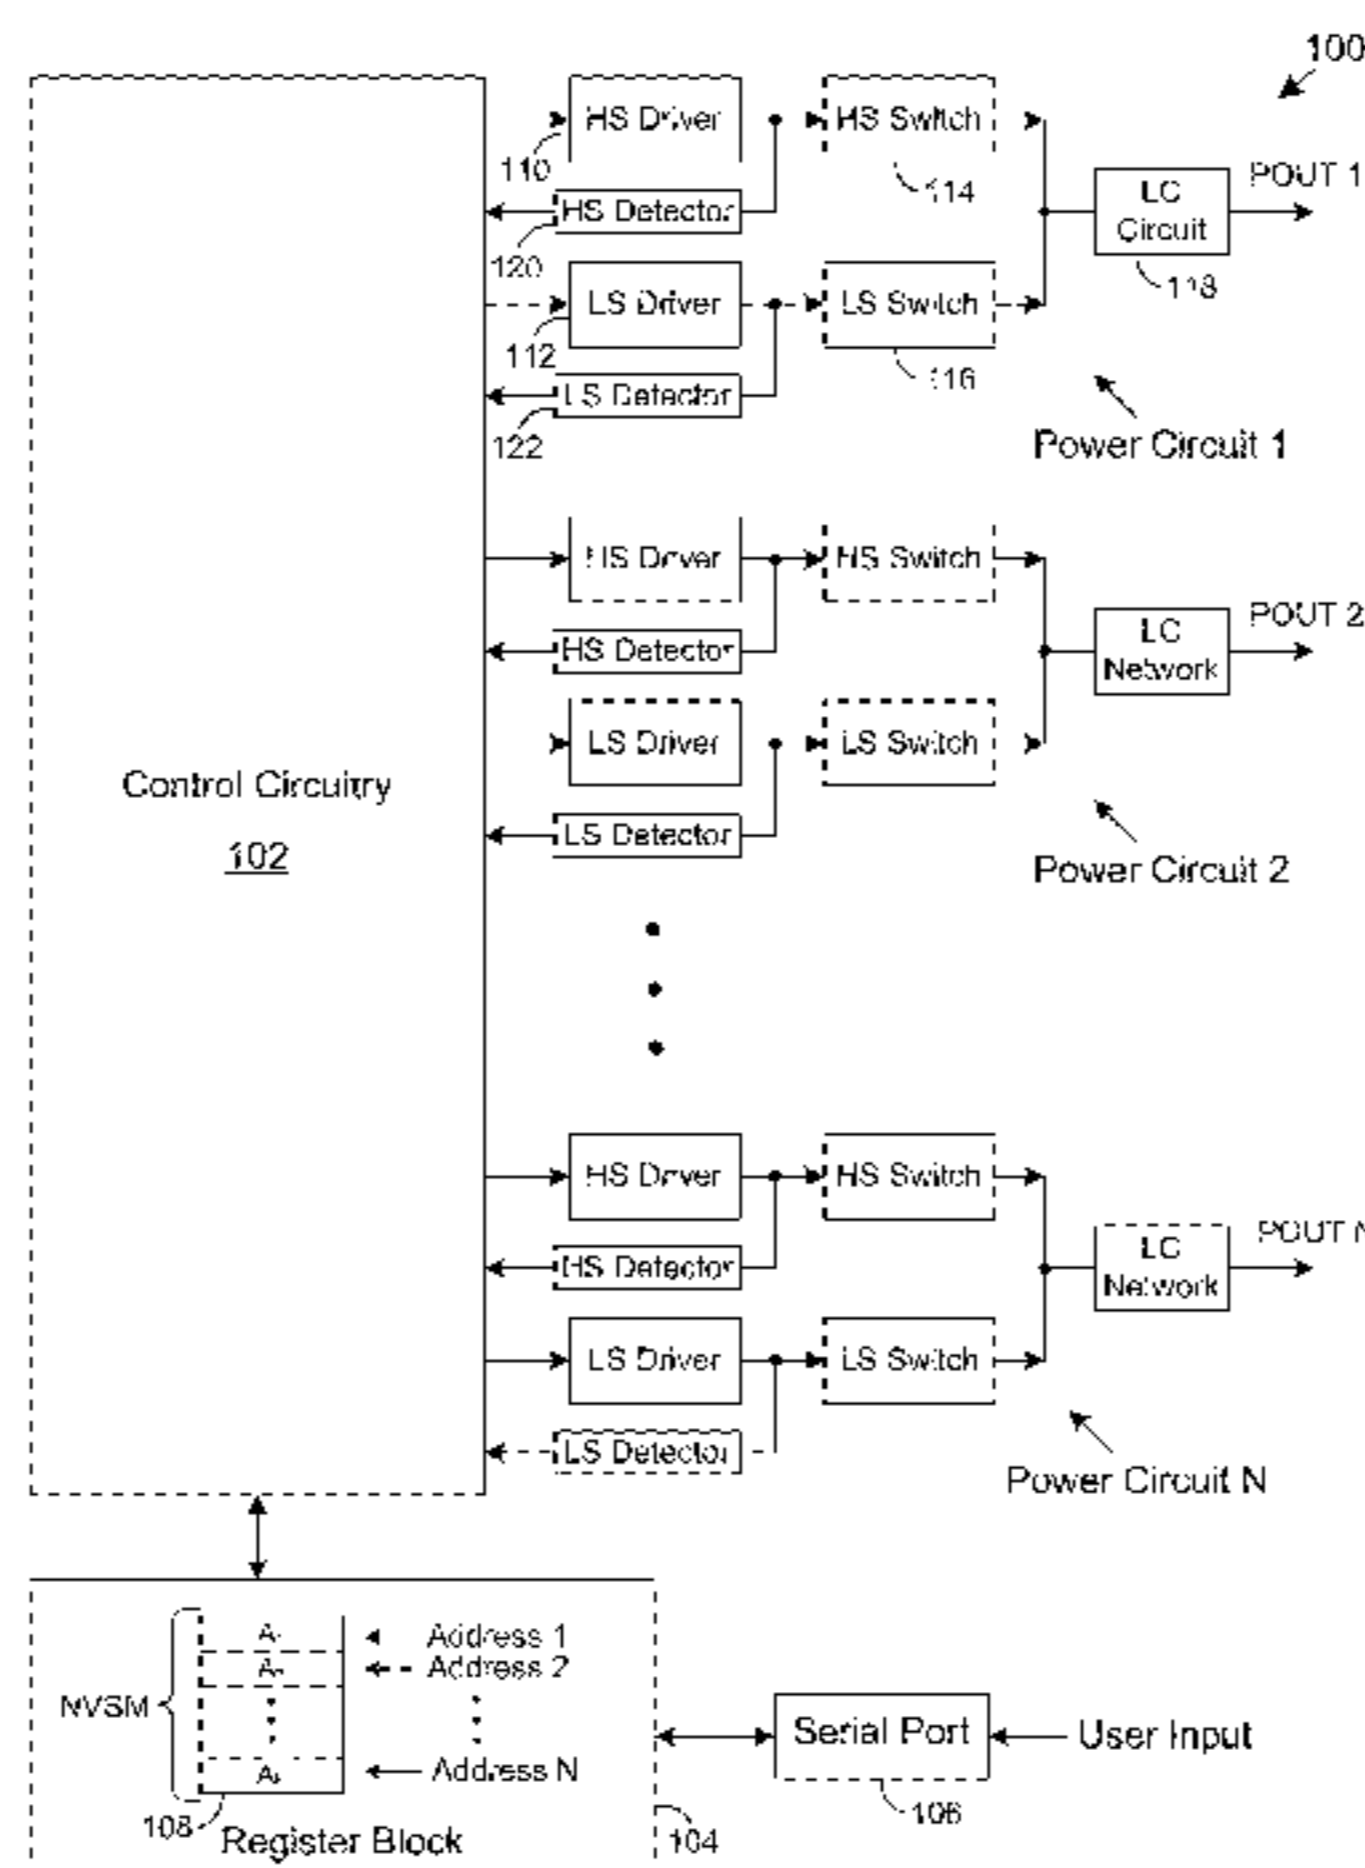 100
HS Driver
HS Switch
110
114
POUT 1
LC
Circuit
118
HS Detector
120
LS Driver
LS Switch
112
116
LS Detector
122
Power Circuit 1
HS Driver
HS Switch
POUT 2
LC
Network
HS Detector
LS Driver
LS Switch
LS Detector
Power Circuit 2
Control Circuitry
102
HS Driver
HS Switch
POUT N
LC
Network
HS Detector
LS Driver
LS Switch
LS Detector
Power Circuit N
Address 1
Address 2
NVSM
Address N
108
Register Block
104
Serial Port
User Input
106